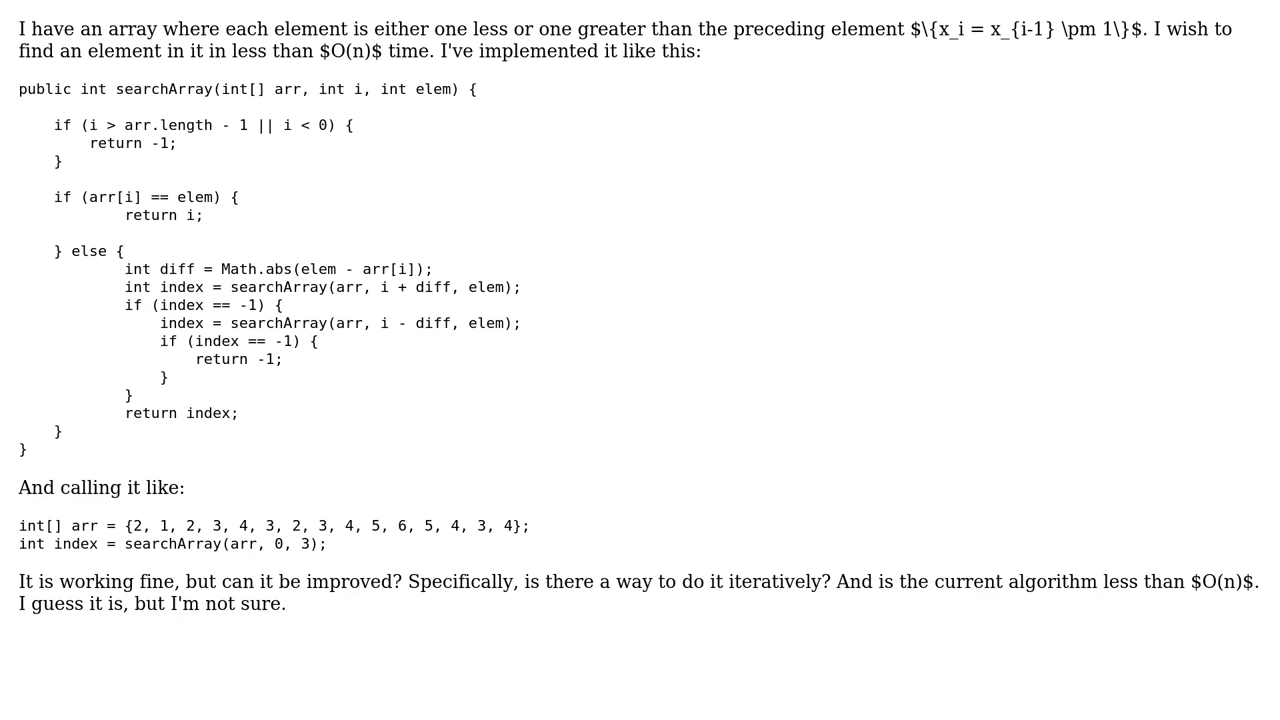 I have an array where each element is either one less or one greater than the preceding element $\{x_i = x_{i-1} \pm 1\}$. I wish to
find an element in it in less than $O(n)$ time. I've implemented it like this:
public int searchArray(int[] arr, int i, int elem) {
    if (i > arr.length - 1 || i < 0) {
        return -1;
    }
    if (arr[i] == elem) {
            return i;
    } else {
            int diff = Math.abs(elem - arr[i]);
            int index = searchArray(arr, i + diff, elem);
            if (index == -1) {
                index = searchArray(arr, i - diff, elem);
                if (index == -1) {
                    return -1;
                }
            }
            return index;
    }
}
And calling it like:
int[] arr = {2, 1, 2, 3, 4, 3, 2, 3, 4, 5, 6, 5, 4, 3, 4};
int index = searchArray(arr, 0, 3);
It is working fine, but can it be improved? Specifically, is there a way to do it iteratively? And is the current algorithm less than $O(n)$.
I guess it is, but I'm not sure.